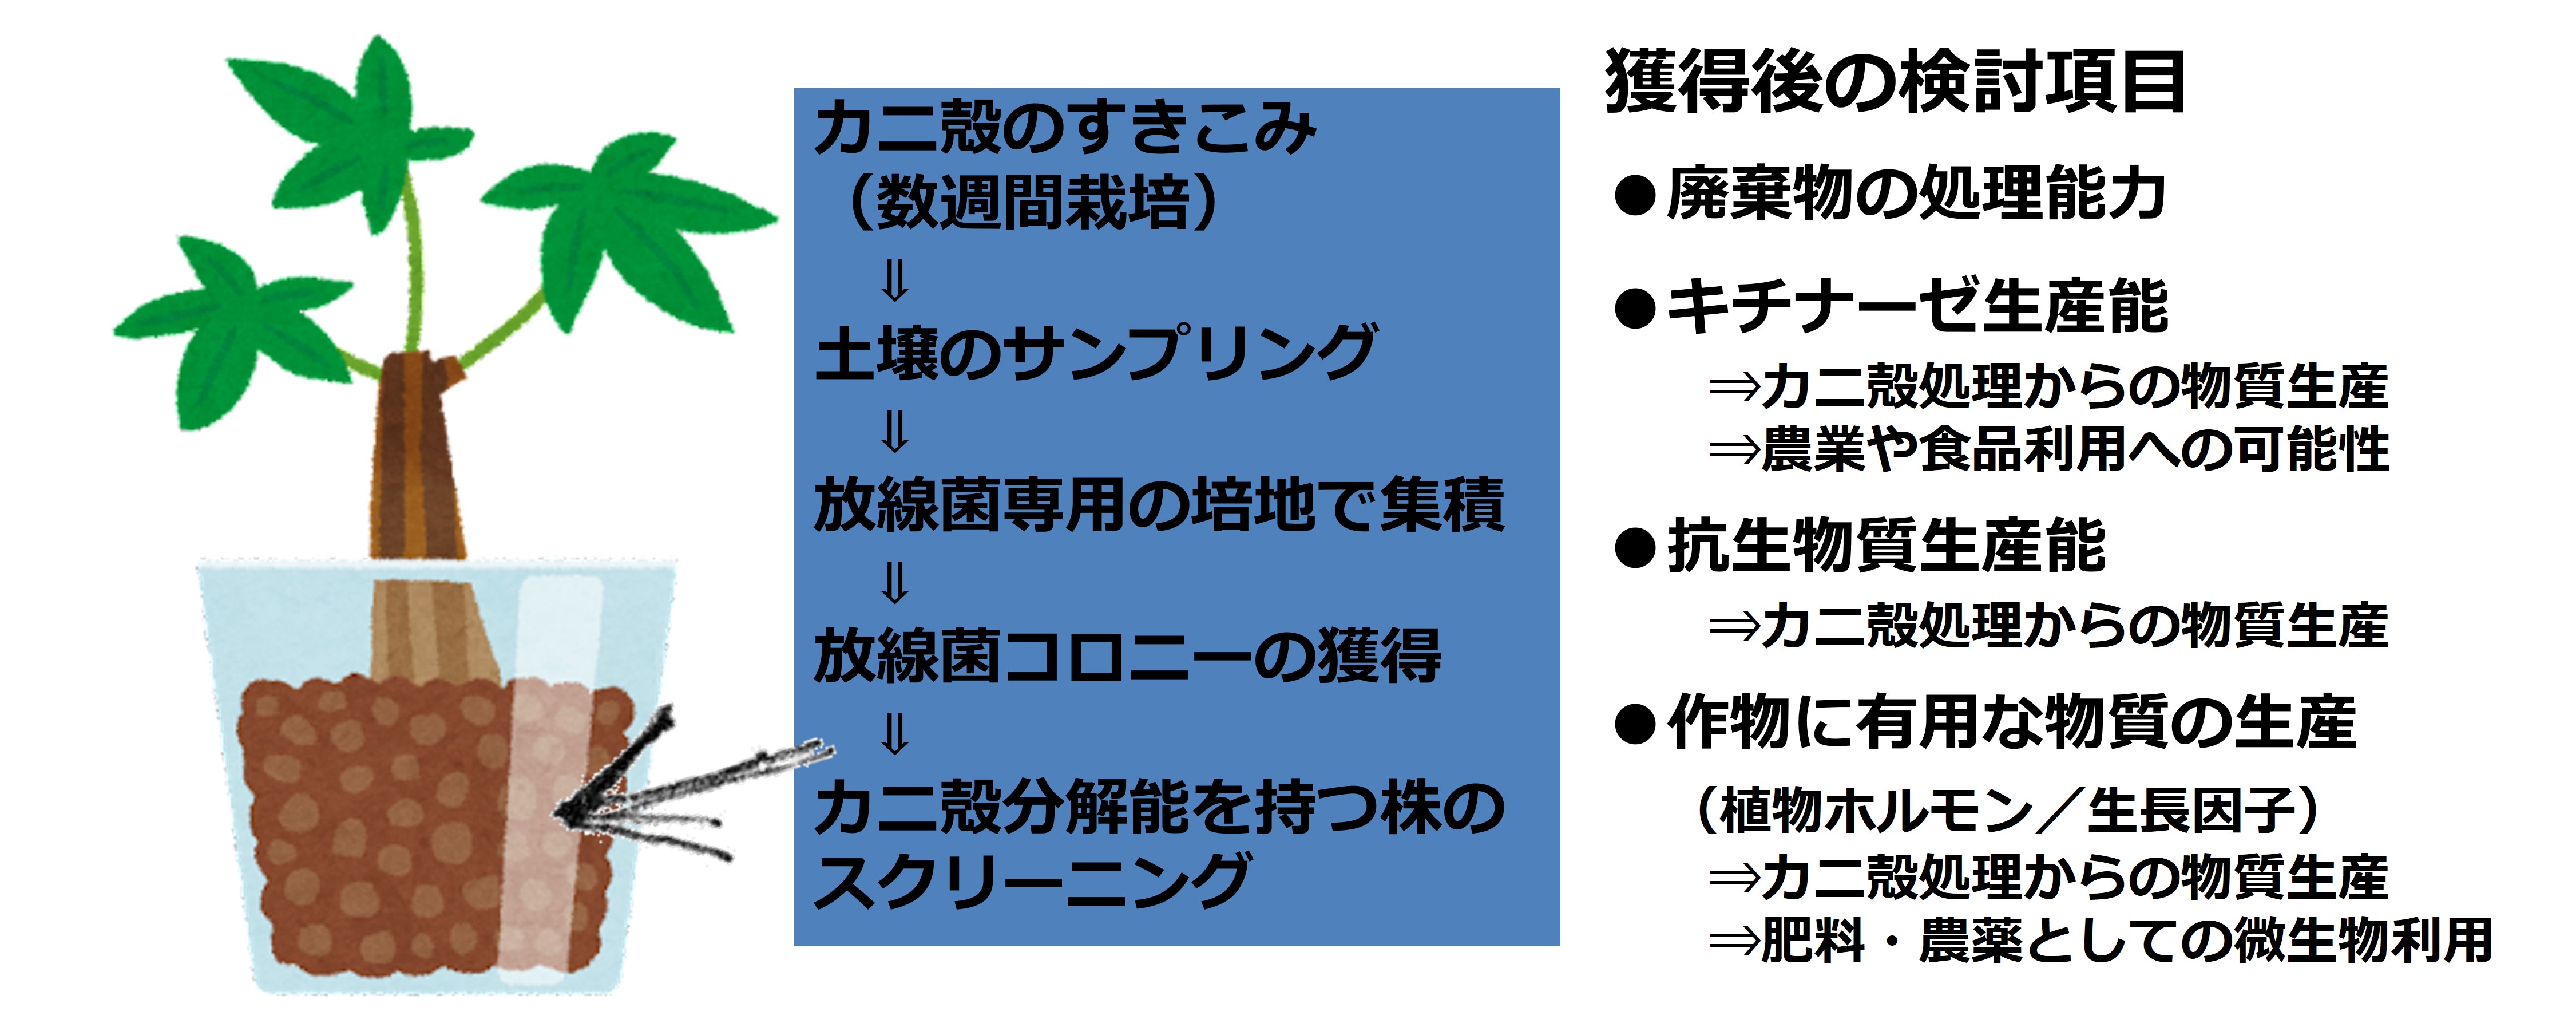 カニ殻のすきこみ
（数週間栽培）
⇓
土壌のサンプリング
⇓
放線菌専用の培地で集積
⇓
放線菌コロニーの獲得
⇓
カニ殻分解能を持つ株の
スクリーニング
獲得後の検討項目
●廃棄物の処理能力
●キチナーゼ生産能
⇒カニ殻処理からの物質生産
⇒農業や食品利用への可能性
●抗生物質生産能
⇒カニ殻処理からの物質生産
●作物に有用な物質の生産
（植物ホルモン／生長因子）
⇒カニ殻処理からの物質生産
⇒肥料・農薬としての微生物利用